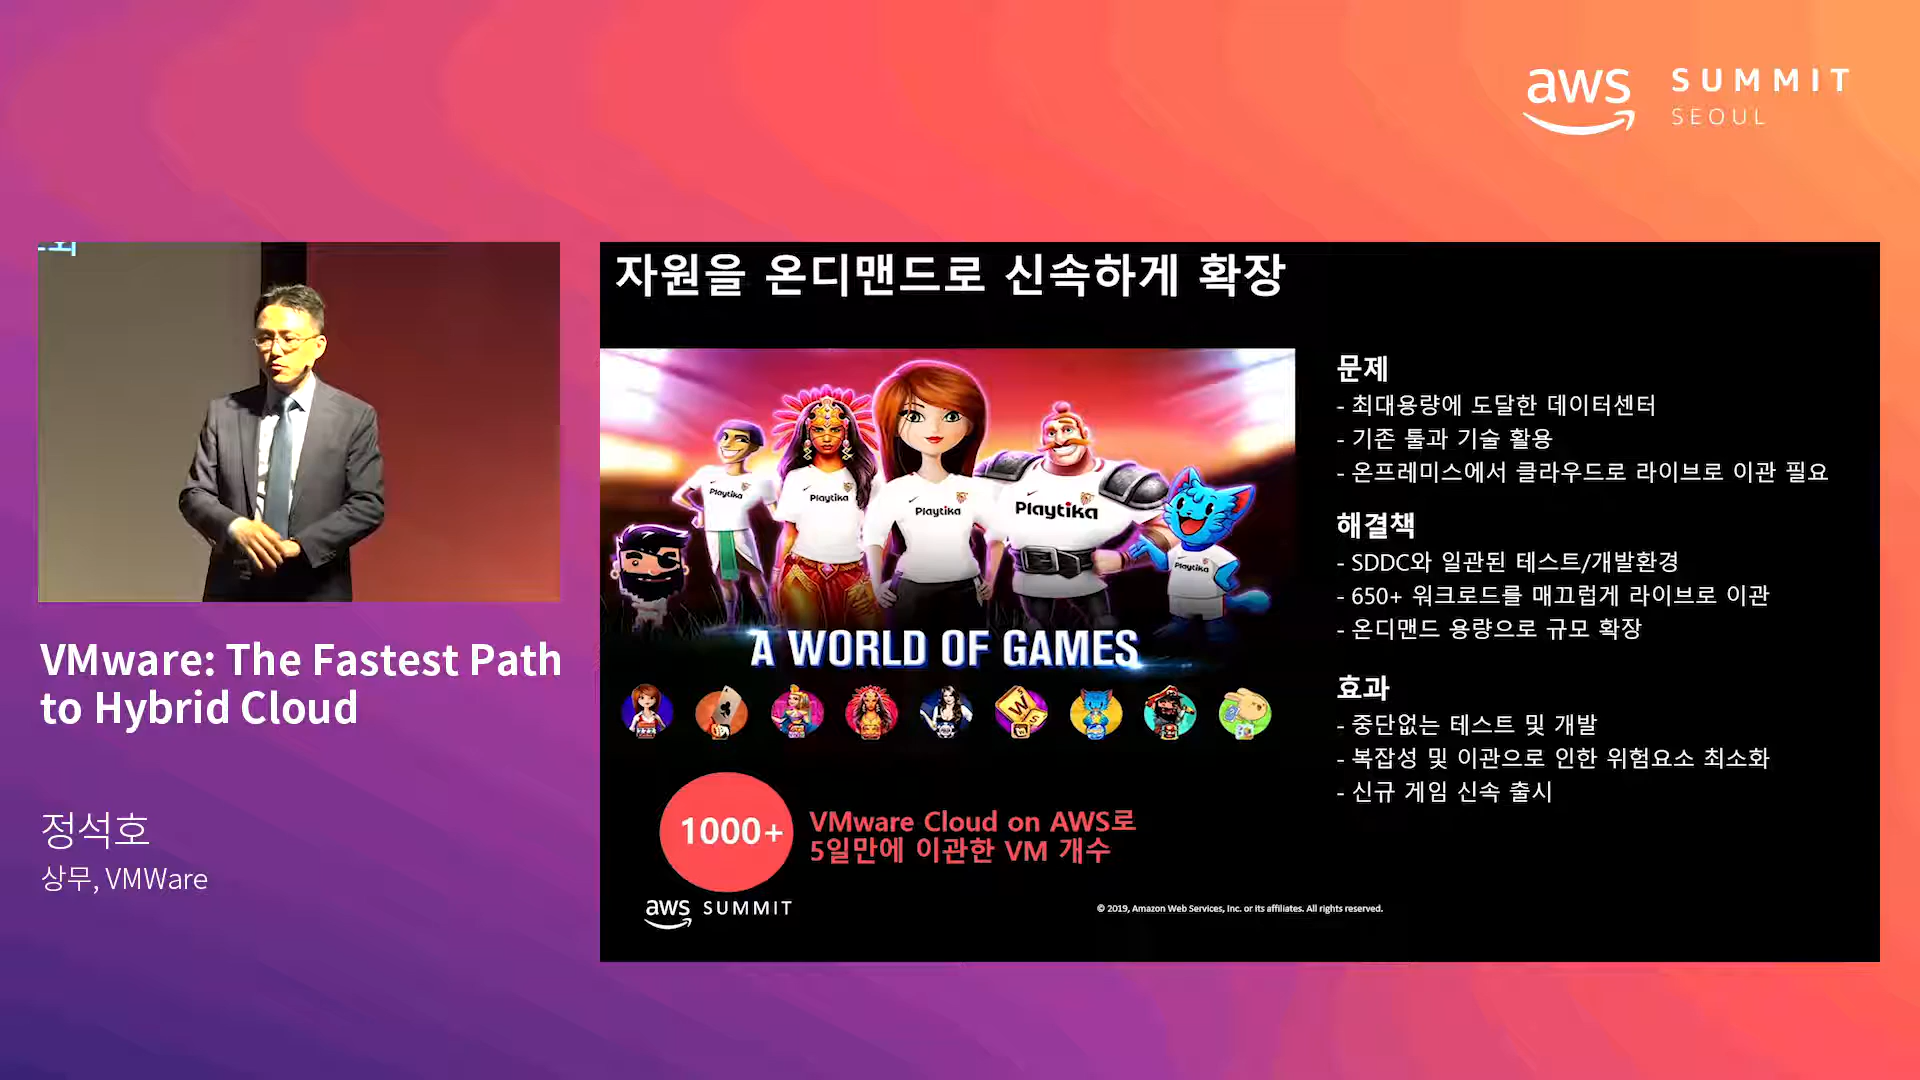 aws SUMMIT
SEOUL
VMware: The Fastest Path
to Hybrid Cloud
정석호
상무, VMWare
자원을 온디맨드로 신속하게 확장
Playtika
Playtika
Playtika
Playtika
Playtika
A WORLD OF GAMES
1000+
VMware Cloud on AWS로
5일만에 이관한 VM 개수
문제
- 최대용량에 도달한 데이터센터
- 기존 툴과 기술 활용
- 온프레미스에서 클라우드로 라이브로 이관 필요
해결책
- SDDC와 일관된 테스트/개발환경
- 650+ 워크로드를 매끄럽게 라이브로 이관
- 온디맨드 용량으로 규모 확장
효과
- 중단없는 테스트 및 개발
- 복잡성 및 이관으로 인한 위험요소 최소화
- 신규 게임 신속 출시
aws SUMMIT
© 2019, Amazon Web Services, Inc. or its affiliates. All rights reserved.